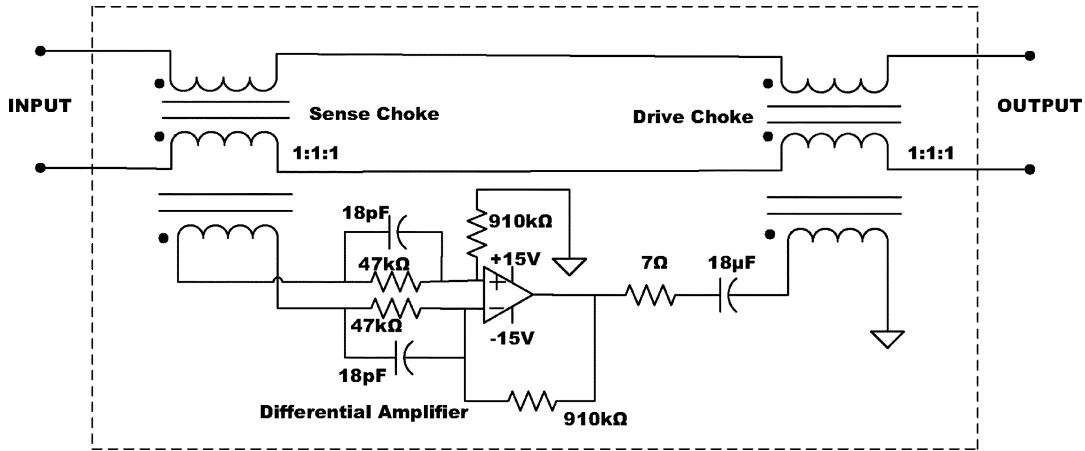 INPUT
Sense Choke
Drive Choke
OUTPUT
1:1:1
1:1:1
18pF
910kΩ
47kΩ
+15V
7Ω
18µF
47kΩ
-15V
18pF
Differential Amplifier
910kΩ